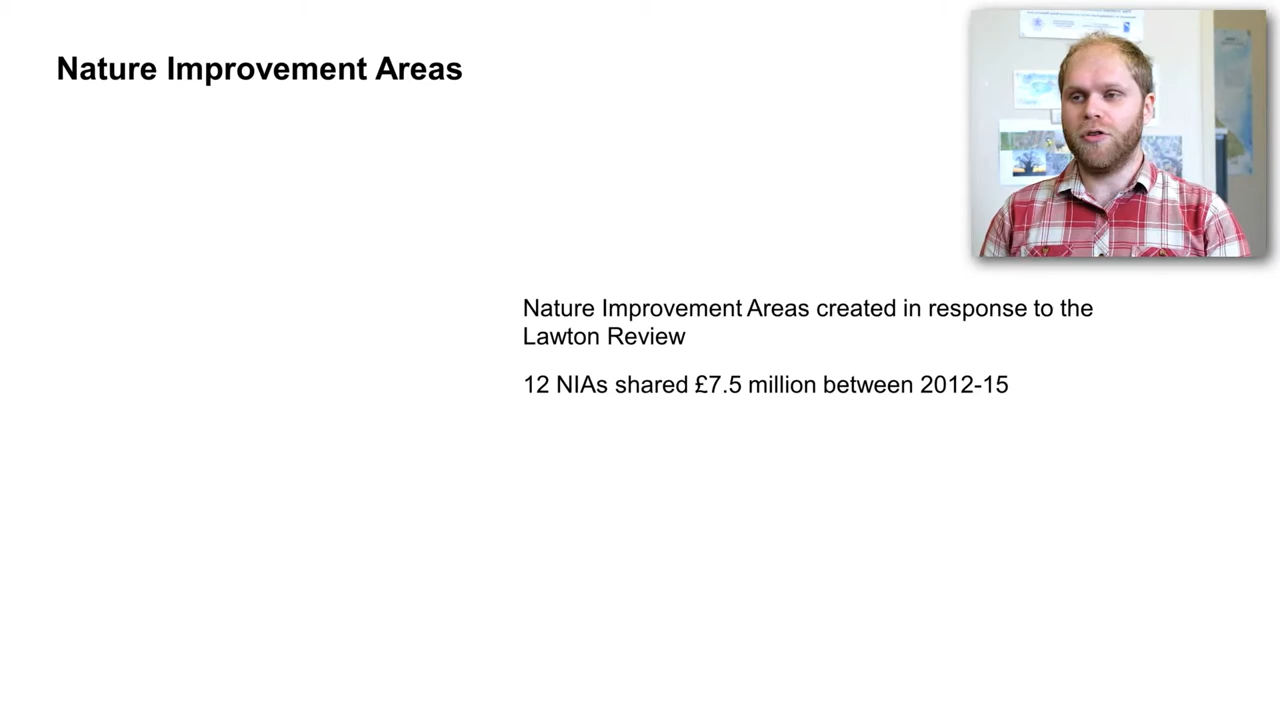 Nature Improvement Areas
Nature Improvement Areas created in response to the
Lawton Review
12 NIAs shared £7.5 million between 2012-15